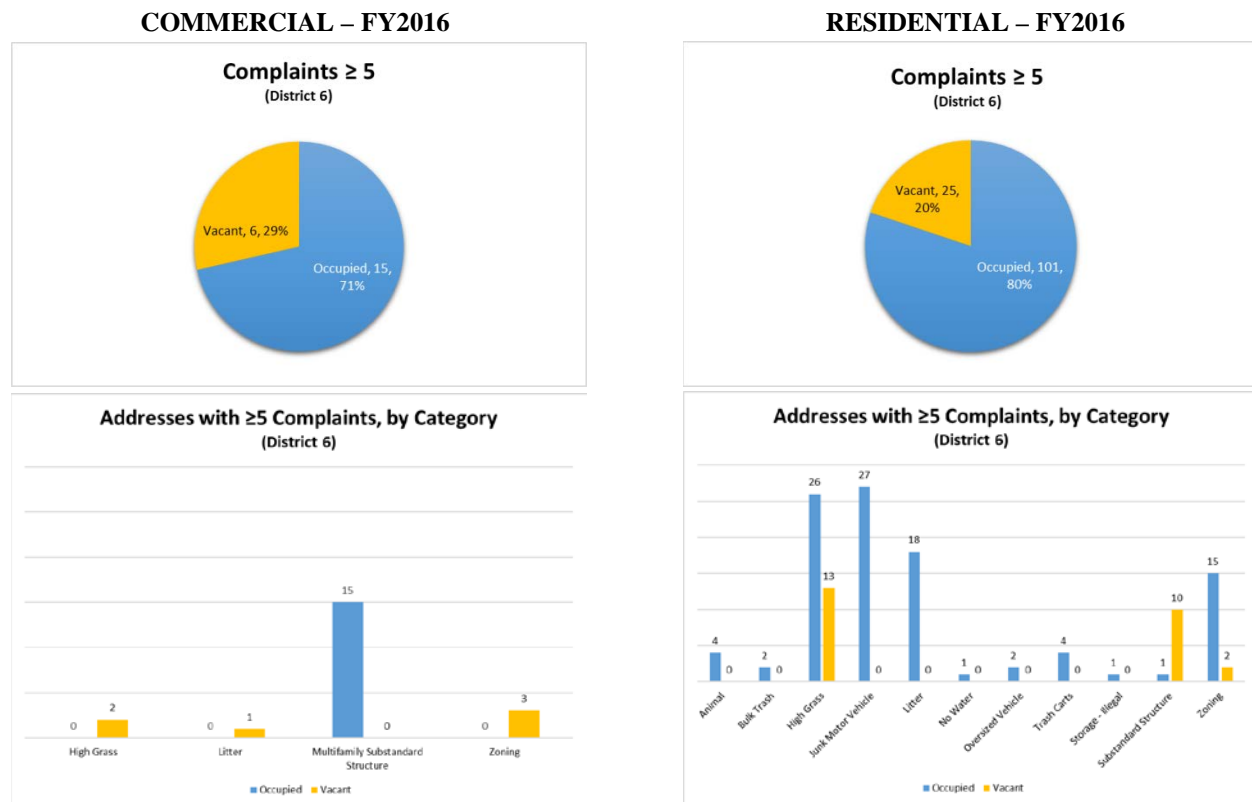 COMMERCIAL – FY2016
Complaints ≥ 5
(District 6)
Vacant, 6, 29%
Occupied, 15,
71%
Addresses with ≥5 Complaints, by Category
(District 6)
0
2
0
1
15
0
0
3
High Grass
Litter
Multifamily Substandard
Structure
Zoning
Occupied
Vacant
RESIDENTIAL – FY2016
Complaints ≥ 5
(District 6)
Vacant, 25,
20%
Occupied, 101,
80%
Addresses with ≥5 Complaints, by Category
(District 6)
4
0
2
0
26
13
27
0
18
0
1
0
2
0
4
0
1
0
1
10
15
2
Animal
Bulk Trash
High Grass
Junk Motor Vehicle
Litter
No Water
Oversized Vehicle
Trash Carts
Storage - Illegal
Substandard Structure
Zoning
Occupied
Vacant